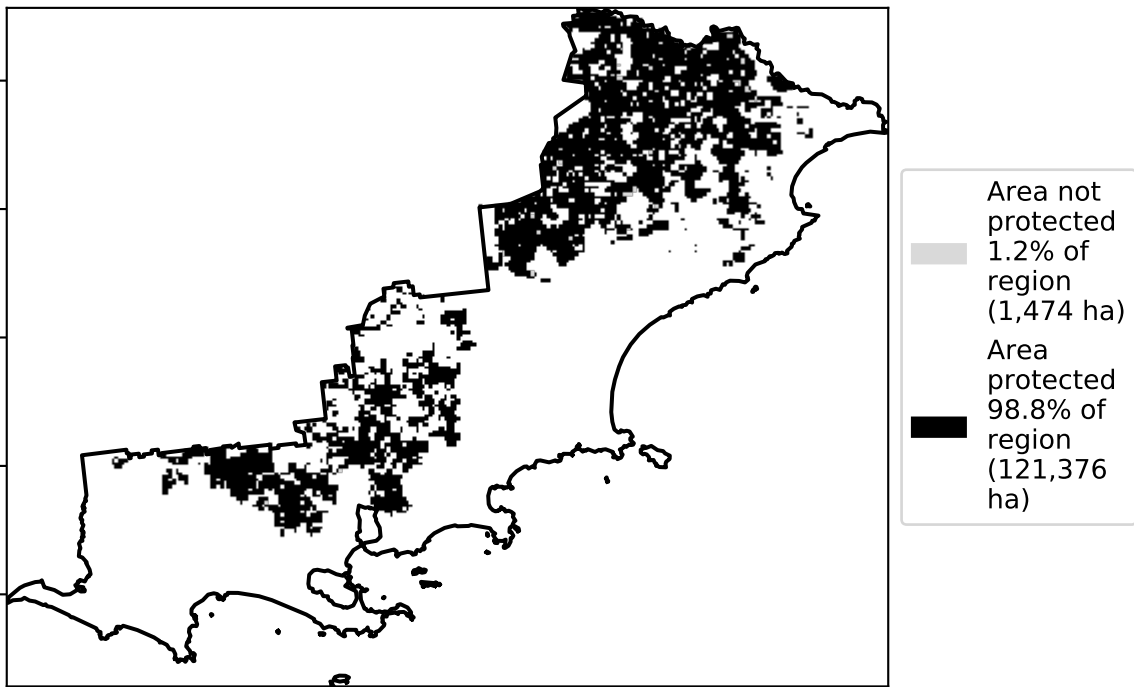 Area not
protected
1.2% of
region
(1,474 ha)
Area
protected
98.8% of
region
(121,376
ha)